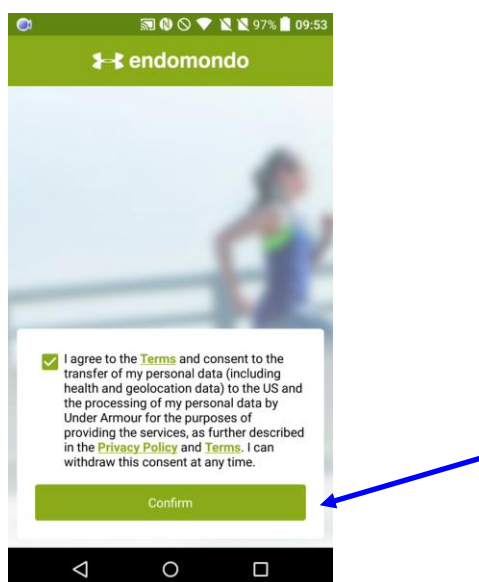 97% 09:53
endomondo
I agree to the Terms and consent to the
transfer of my personal data (including
health and geolocation data) to the US and
the processing of my personal data by
Under Armour for the purposes of
providing the services, as further described
in the Privacy Policy and Terms. I can
withdraw this consent at any time.
Confirm